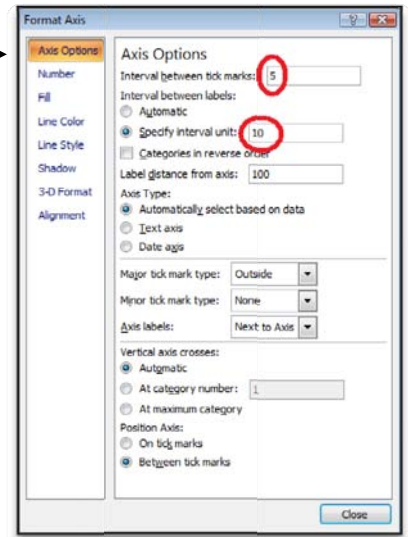 Format Axis
Axis Options
Number
Fill
Line Color
Line Style
Shadow
3-D Format
Alignment
Axis Options
Interval between tick marks: 5
Interval between labels:
Automatic
Specify interval unit: 10
Categories in reverse order
Label distance from axis: 100
Axis Type:
Automatically select based on data
Text axis
Date axis
Major tick mark type: Outside
Minor tick mark type: None
Axis labels: Next to Axis
Vertical axis crosses:
Automatic
At category number: 1
At maximum category
Position Axis:
On tick marks
Between tick marks
Close